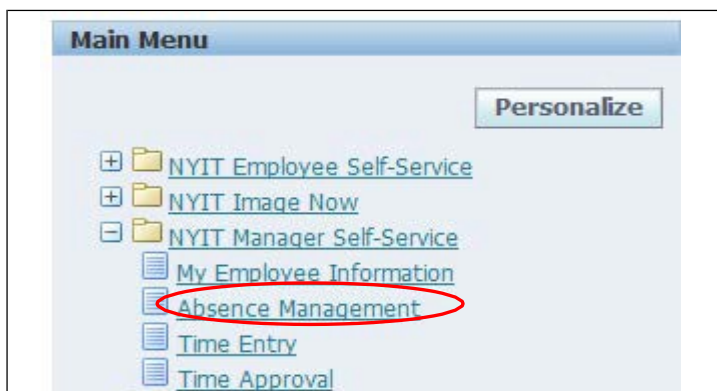 Main Menu
Personalize
NYIT Employee Self-Service
NYIT Image Now
NYIT Manager Self-Service
My Employee Information
Absence Management
Time Entry
Time Approval